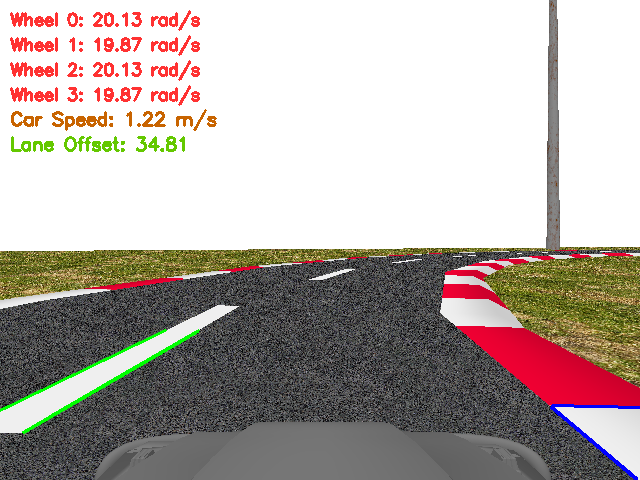 Wheel 0: 20.13 rad/s
Wheel 1: 19.87 rad/s
Wheel 2: 20.13 rad/s
Wheel 3: 19.87 rad/s
Car Speed: 1.22 m/s
Lane Offset: 34.81